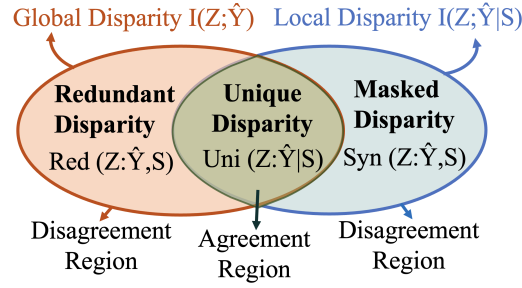 Global Disparity I(Z;Ŷ)
Local Disparity I(Z;Ŷ|S)
Redundant
Disparity
Red (Z:Ŷ,S)
Unique
Disparity
Uni (Z:Ŷ|S)
Masked
Disparity
Syn (Z:Ŷ,S)
Disagreement
Region
Agreement
Region
Disagreement
Region